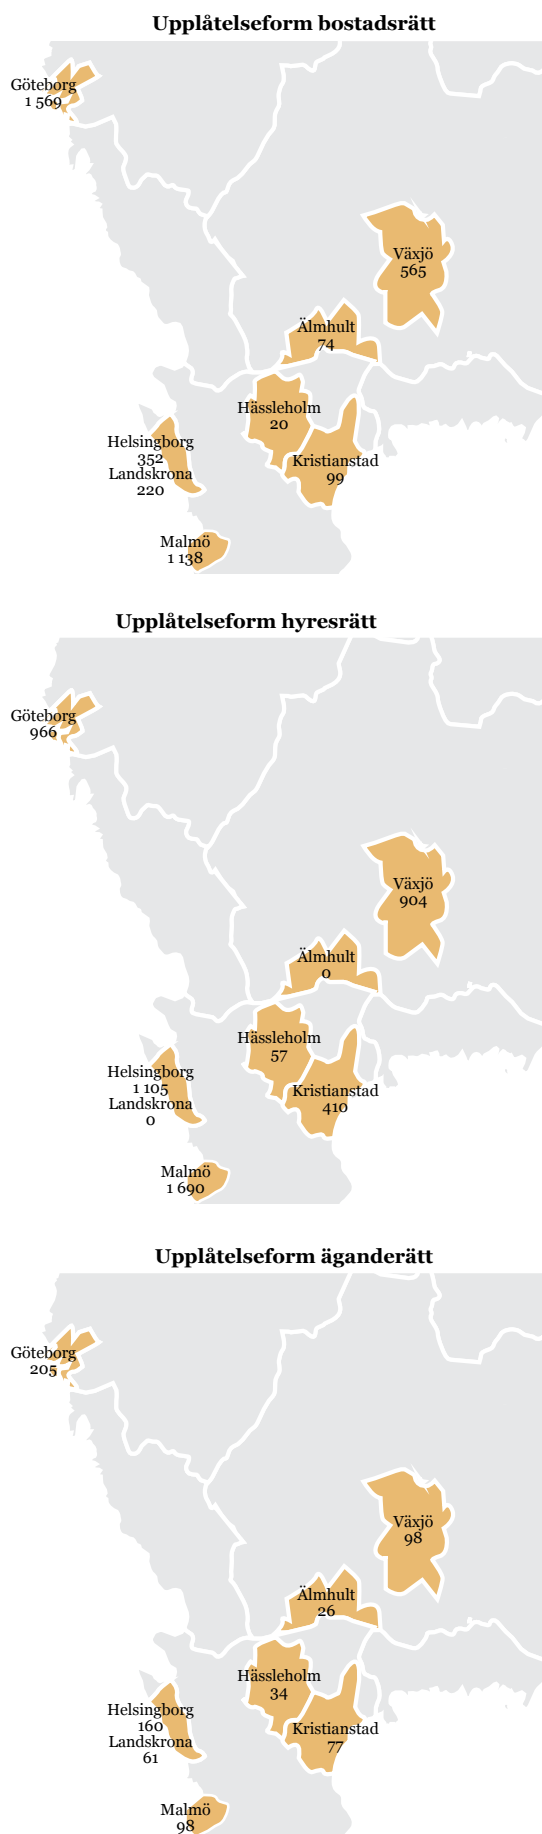 Upplåtelseform bostadsrätt
Göteborg
1 569
Växjö
565
Älmhult
74
Hässleholm
20
Helsingborg
352
Landskrona
220
Kristianstad
99
Malmö
1 138
Upplåtelseform hyresrätt
Göteborg
966
Växjö
904
Älmhult
0
Hässleholm
57
Helsingborg
1 105
Landskrona
0
Kristianstad
410
Malmö
1 690
Upplåtelseform äganderätt
Göteborg
205
Växjö
98
Älmhult
26
Hässleholm
34
Helsingborg
160
Landskrona
61
Kristianstad
77
Malmö
98